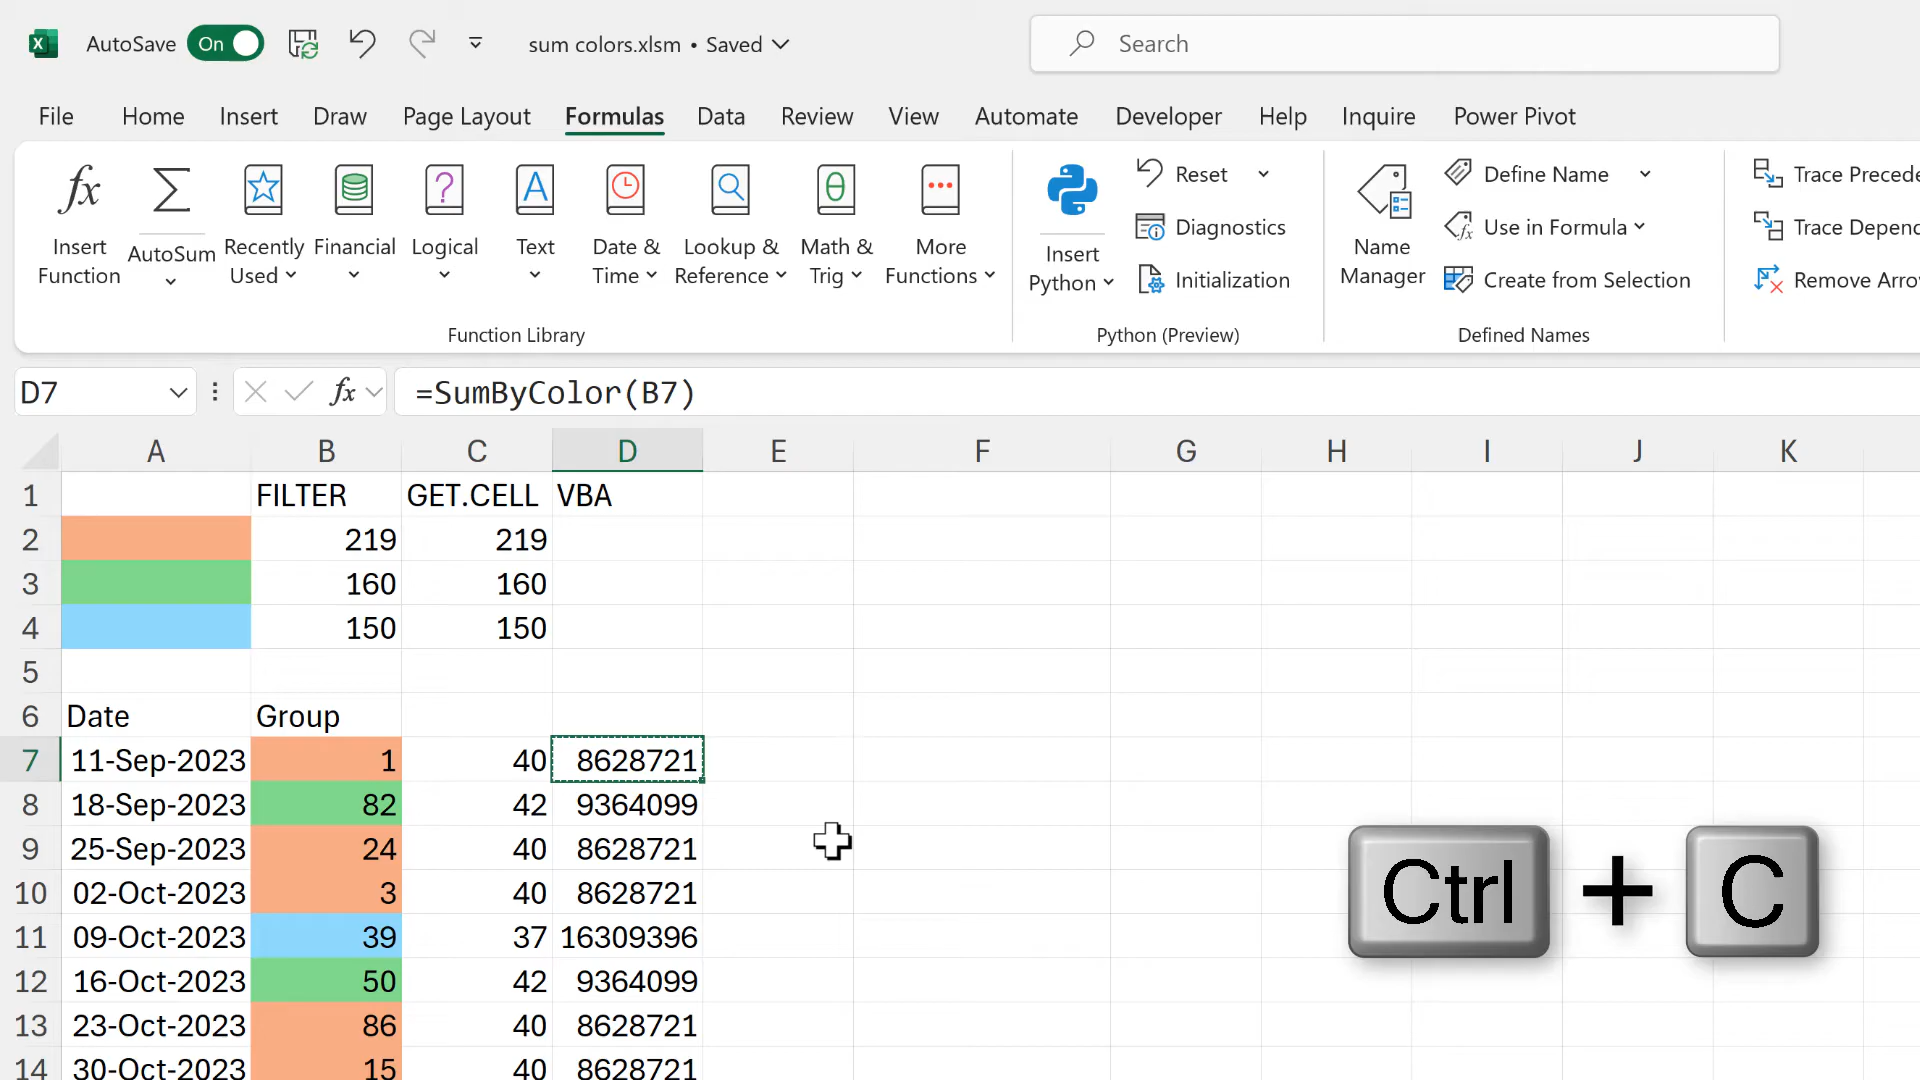 AutoSave On sum colors.xlsm • Saved Search
File Home Insert Draw Page Layout Formulas Data Review View Automate Developer Help Inquire Power Pivot
Insert Function
AutoSum
Recently Used
Financial
Logical
Text
Date & Time
Lookup & Reference
Math & Trig
More Functions
Function Library
Insert Python
Reset
Diagnostics
Initialization
Python (Preview)
Name Manager
Define Name
Use in Formula
Create from Selection
Defined Names
Trace Precede
Trace Depend
Remove Arro
D7 fx =SumByColor(B7)
A B C D E F G H I J K
1 FILTER GET.CELL VBA
2 219 219
3 160 160
4 150 150
5
6 Date Group
7 11-Sep-2023 1 40 8628721
8 18-Sep-2023 82 42 9364099
9 25-Sep-2023 24 40 8628721
10 02-Oct-2023 3 40 8628721
11 09-Oct-2023 39 37 16309396
12 16-Oct-2023 50 42 9364099
13 23-Oct-2023 86 40 8628721
14 30-Oct-2023 15 40 8628721
Ctrl + C